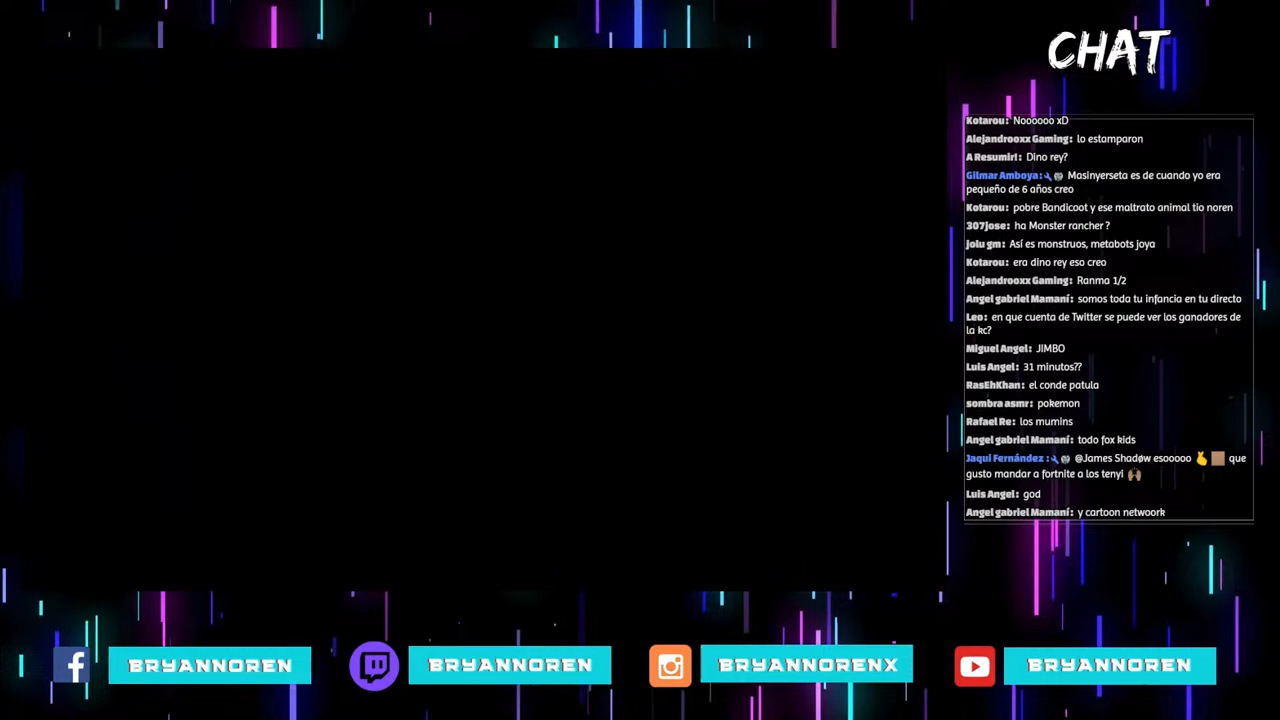 CHAT
Kotarou: Noooooo xD
Alejandrooxx Gaming: lo estamparon
A Resumir!: Dino rey?
Gilmar Amboya: Masinyerseta es de cuando yo era
pequeño de 6 años creo
Kotarou: pobre Bandicoot y ese maltrato animal tio noren
307jose: ha Monster rancher ?
jolu gm: Así es monstruos, metabots joya
Kotarou: era dino rey eso creo
Alejandrooxx Gaming: Ranma 1/2
Angel gabriel Mamaní: somos toda tu infancia en tu directo
Leo: en que cuenta de Twitter se puede ver los ganadores de
la kc?
Miguel Angel: JIMBO
Luis Angel: 31 minutos??
RasEhKhan: el conde patula
sombra asmr: pokemon
Rafael Re: los mumins
Angel gabriel Mamaní: todo fox kids
Jaqui Fernández: @James Shadøw esooooo 🫰🏽 que
gusto mandar a fortnite a los tenyi 🙌🏽
Luis Angel: god
Angel gabriel Mamaní: y cartoon netwoork
BRYANNOREN
BRYANNOREN
BRYANNORENX
BRYANNOREN